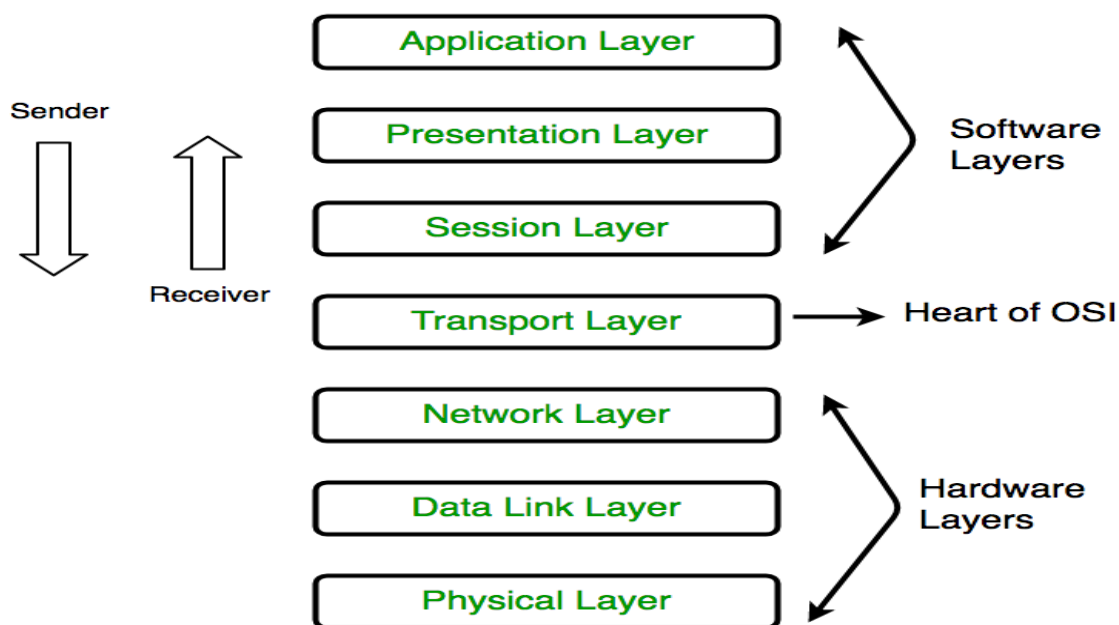 Application Layer
Sender
Presentation Layer
Software
Layers
Session Layer
Receiver
Transport Layer
Heart of OSI
Network Layer
Data Link Layer
Hardware
Layers
Physical Layer